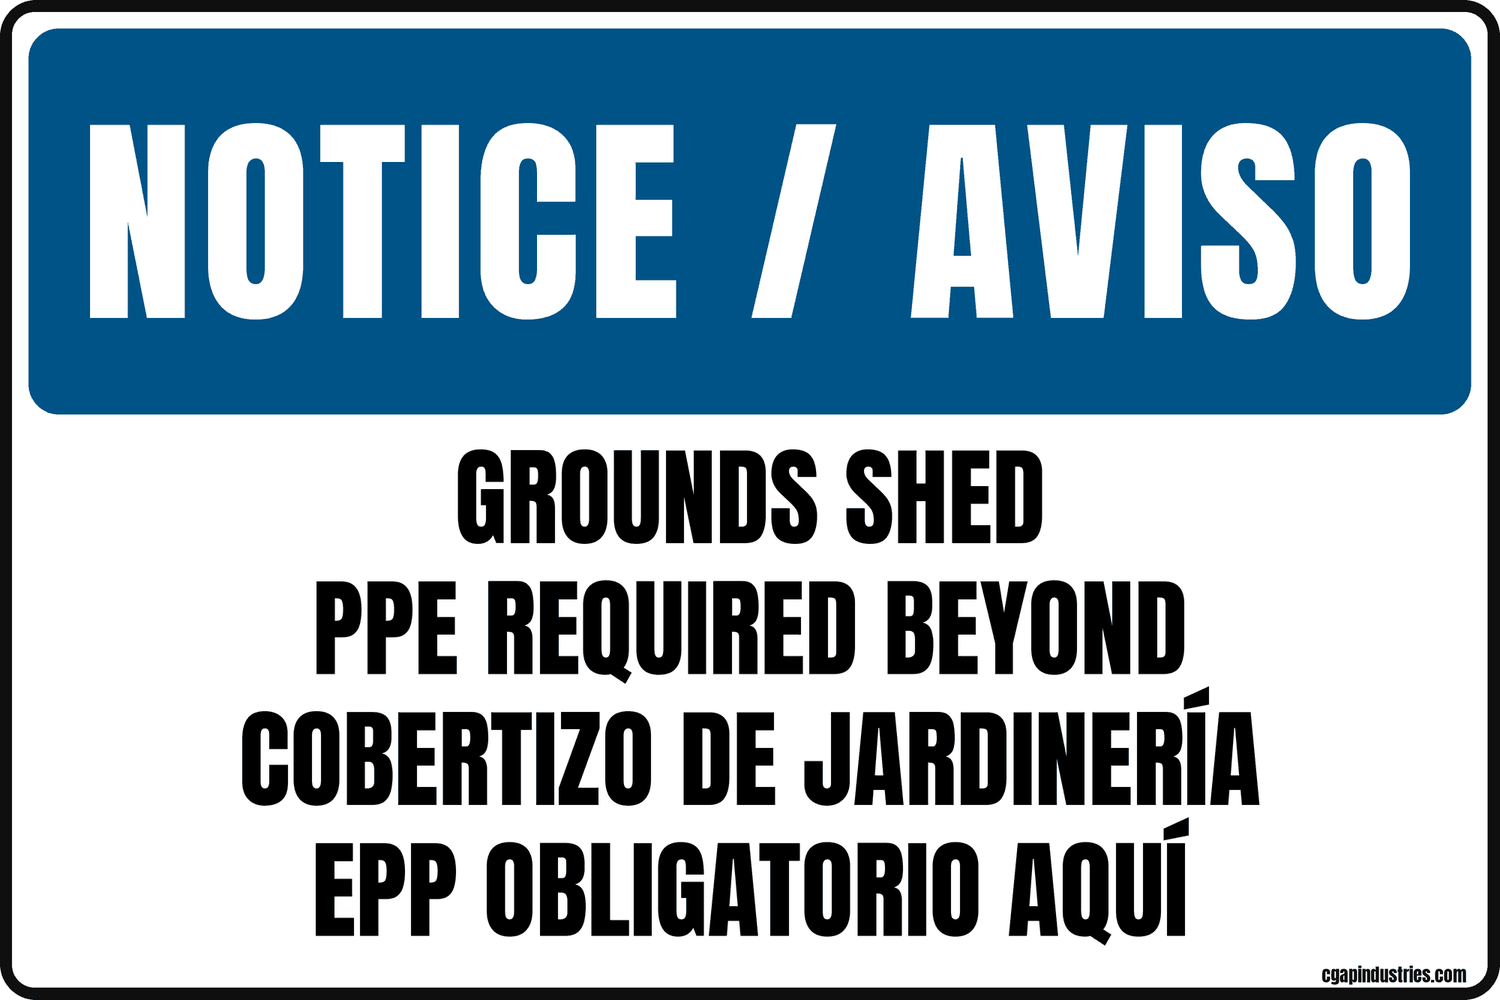 NOTICE / AVISO
GROUNDS SHED
PPE REQUIRED BEYOND
COBERTIZO DE JARDINERÍA
EPP OBLIGATORIO AQUÍ
cgapindustries.com